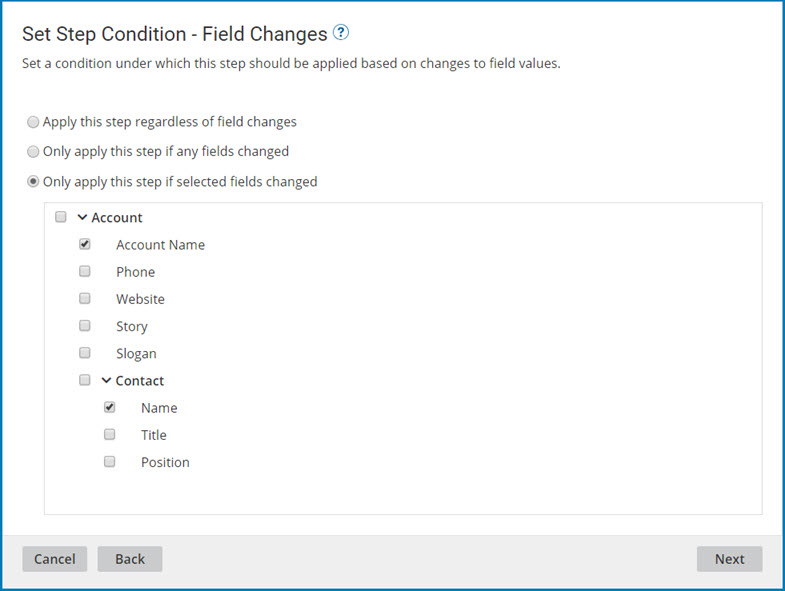 Set Step Condition - Field Changes ?
Set a condition under which this step should be applied based on changes to field values.
Apply this step regardless of field changes
Only apply this step if any fields changed
Only apply this step if selected fields changed
Account
Account Name
Phone
Website
Story
Slogan
Contact
Name
Title
Position
Cancel Back Next